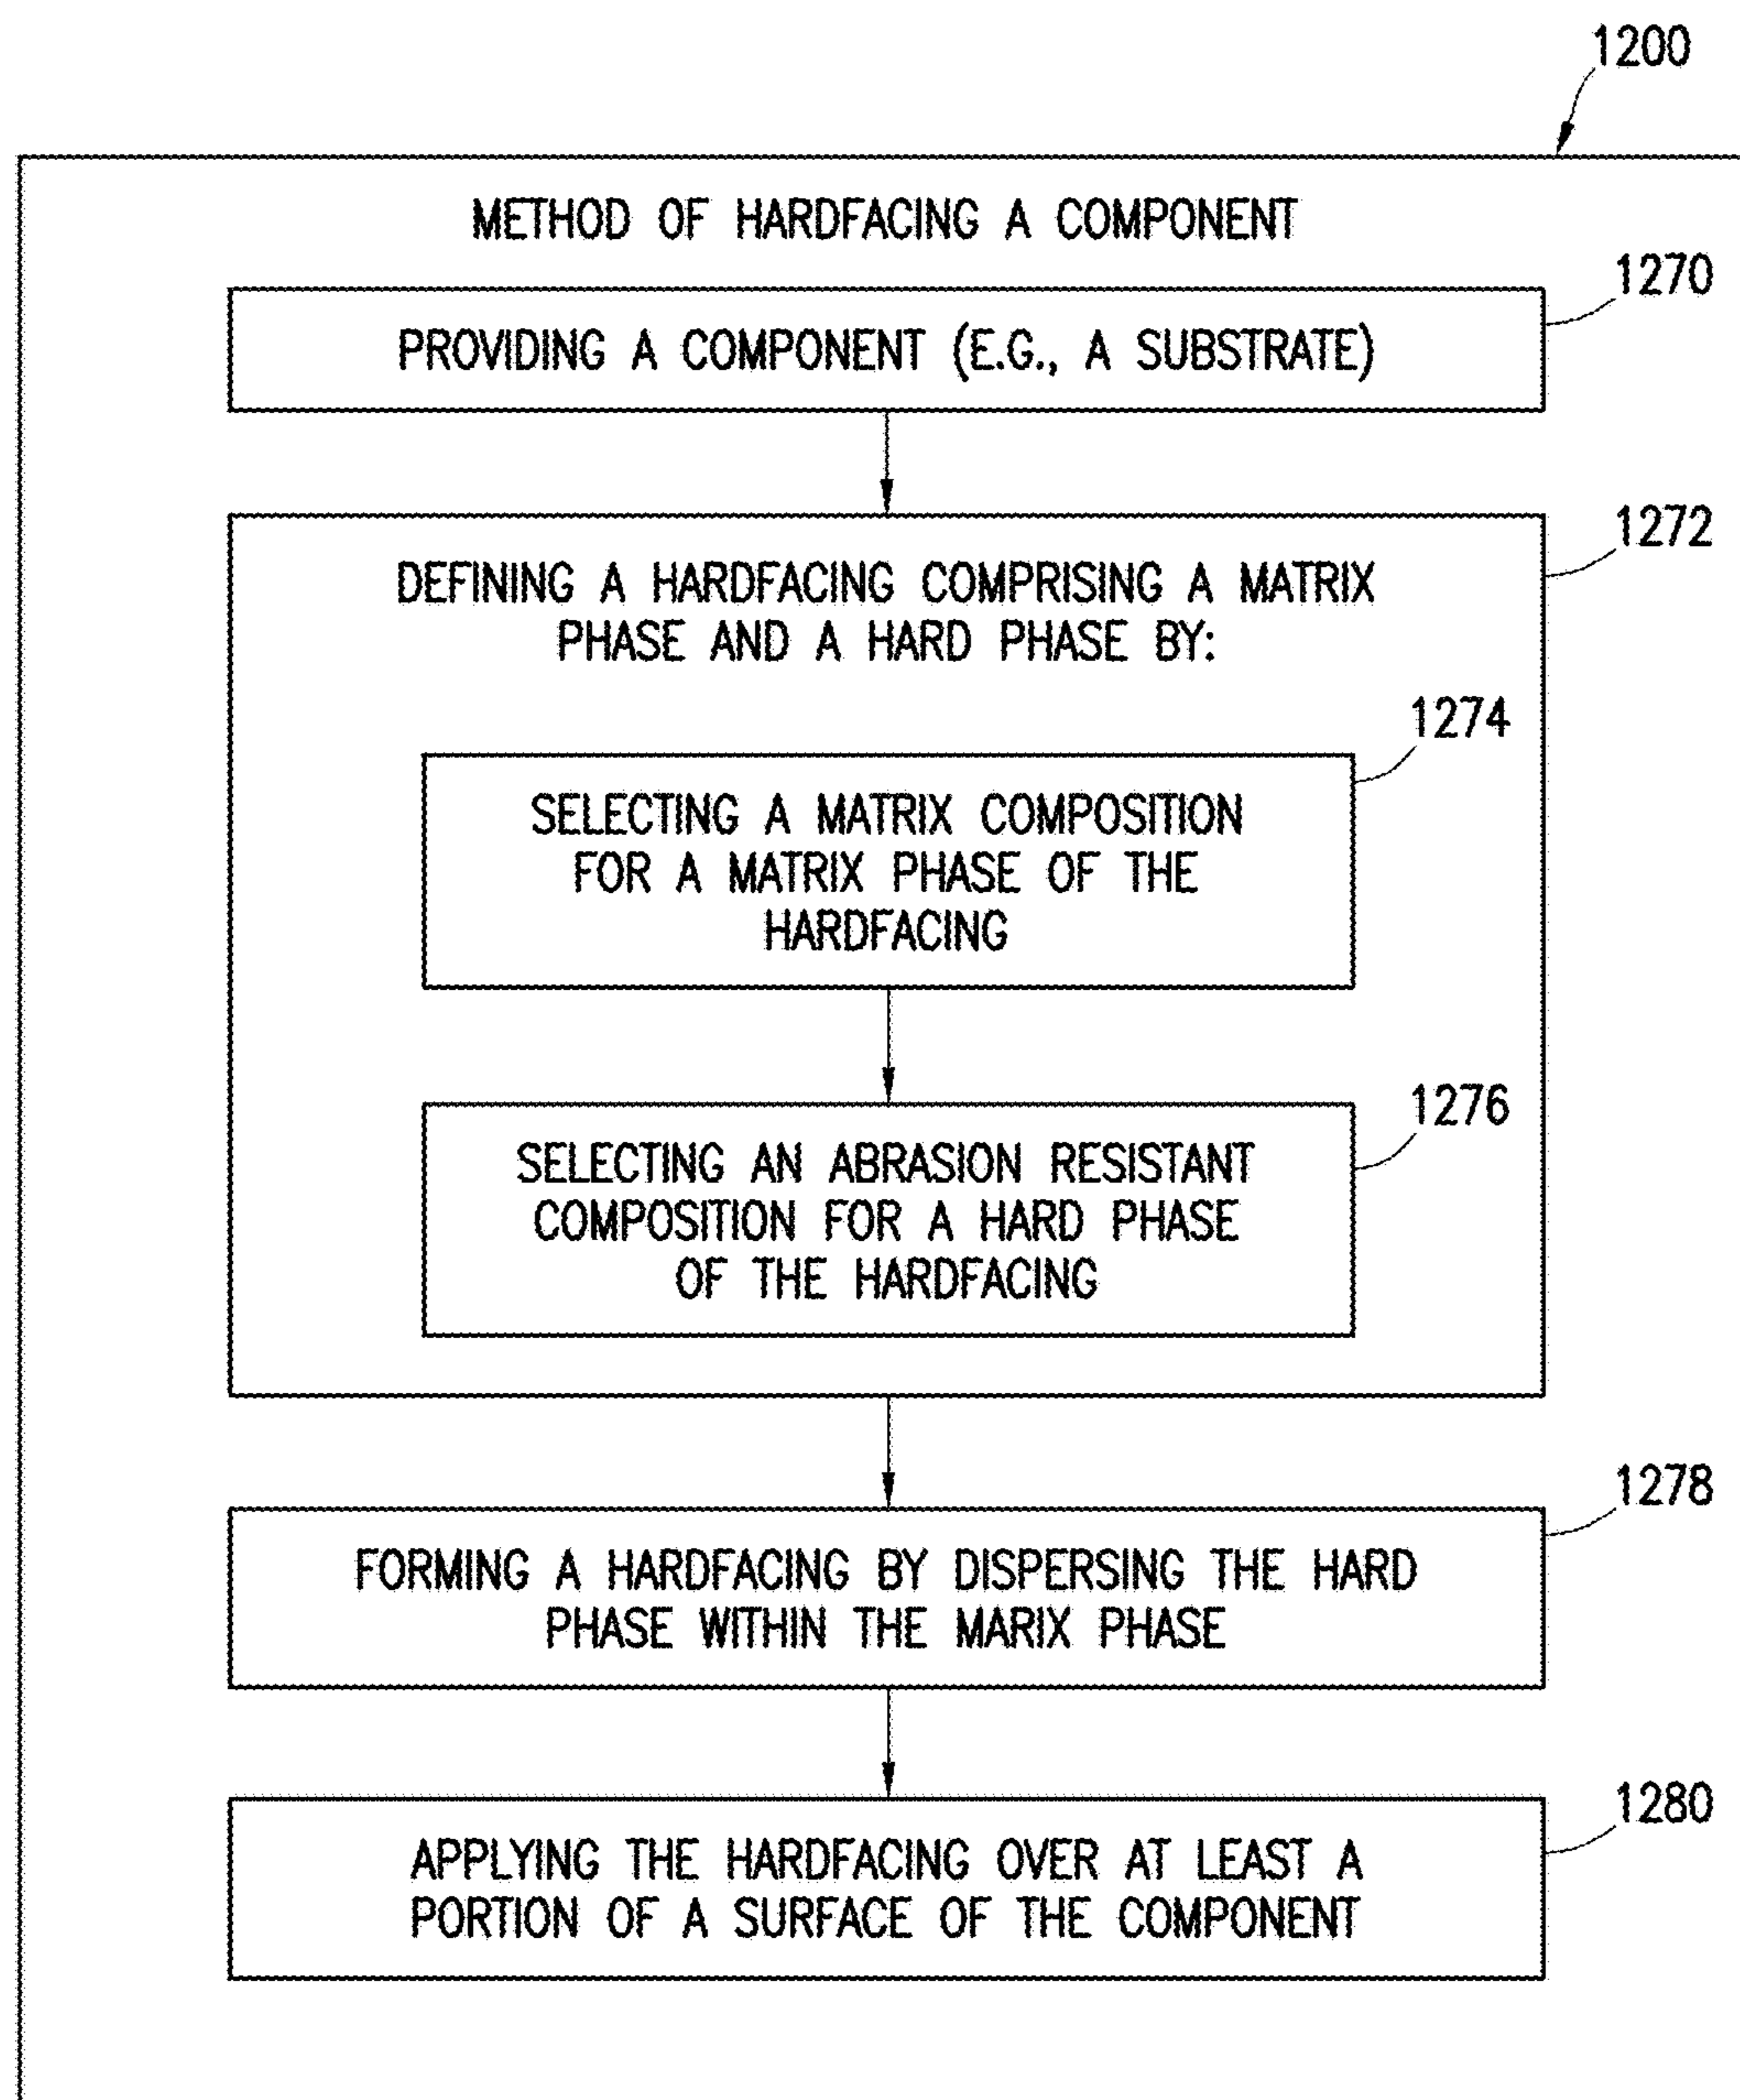 1200
METHOD OF HARDFACING A COMPONENT
1270
PROVIDING A COMPONENT (E.G., A SUBSTRATE)
1272
DEFINING A HARDFACING COMPRISING A MATRIX
PHASE AND A HARD PHASE BY:
1274
SELECTING A MATRIX COMPOSITION
FOR A MATRIX PHASE OF THE
HARDFACING
1276
SELECTING AN ABRASION RESISTANT
COMPOSITION FOR A HARD PHASE
OF THE HARDFACING
1278
FORMING A HARDFACING BY DISPERSING THE HARD
PHASE WITHIN THE MARIX PHASE
1280
APPLYING THE HARDFACING OVER AT LEAST A
PORTION OF A SURFACE OF THE COMPONENT